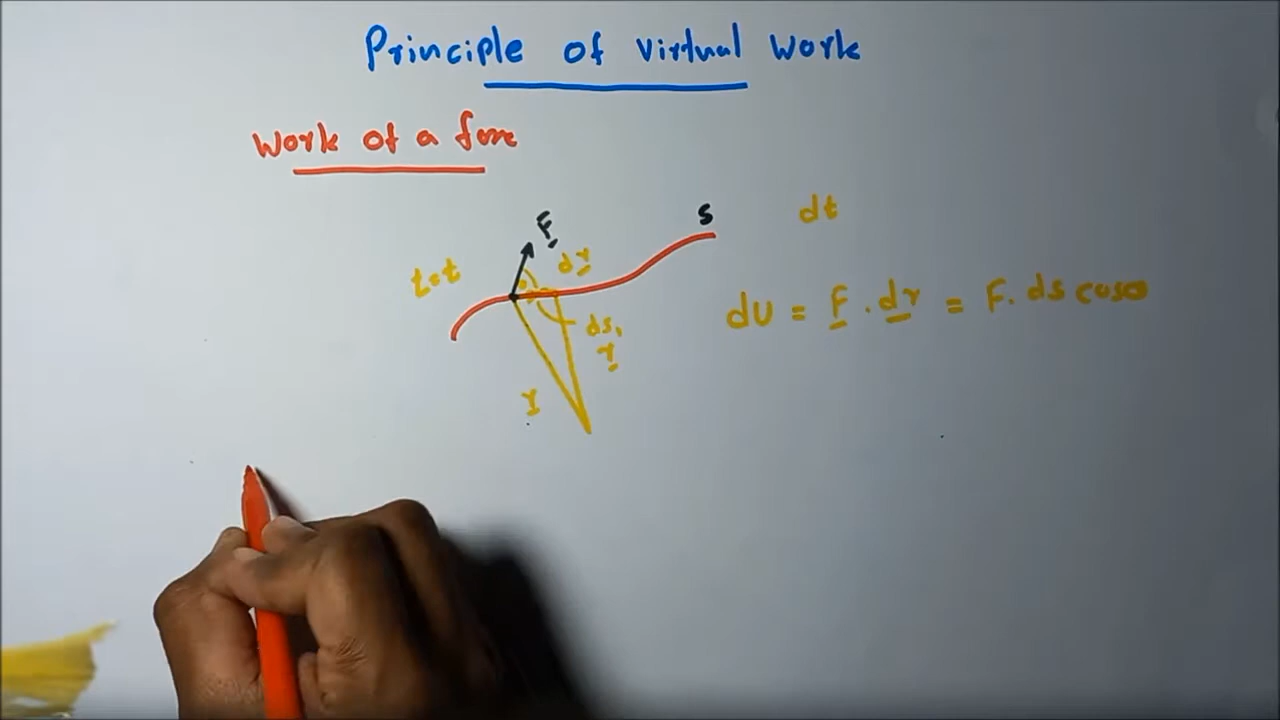 Principle of virtual Work
Work of a force
F
S
dt
t=t
dr
θ
dU = F . dr = F. ds cosθ
ds,
r
r